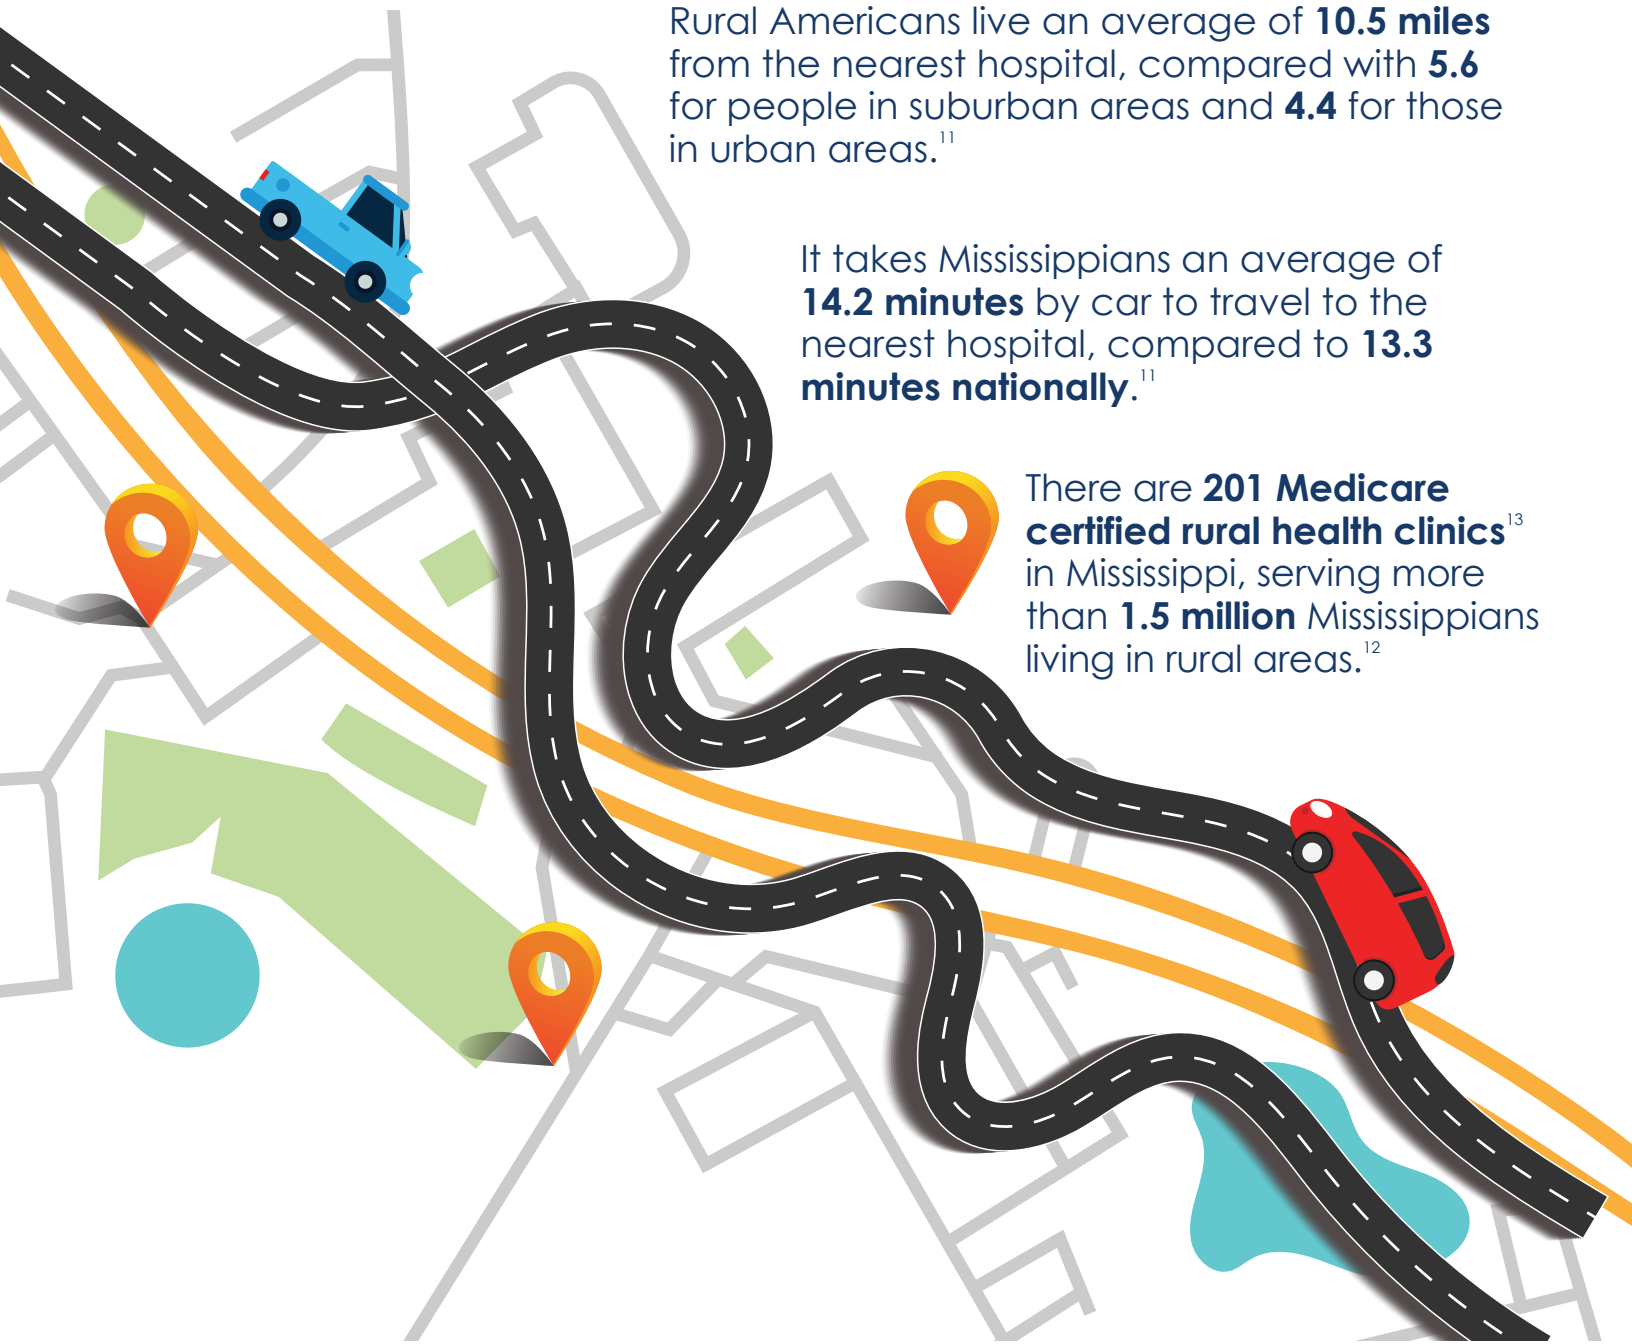 Rural Americans live an average of 10.5 miles
from the nearest hospital, compared with 5.6
for people in suburban areas and 4.4 for those
in urban areas.11
It takes Mississippians an average of
14.2 minutes by car to travel to the
nearest hospital, compared to 13.3
minutes nationally.11
There are 201 Medicare
certified rural health clinics13
in Mississippi, serving more
than 1.5 million Mississippians
living in rural areas.12